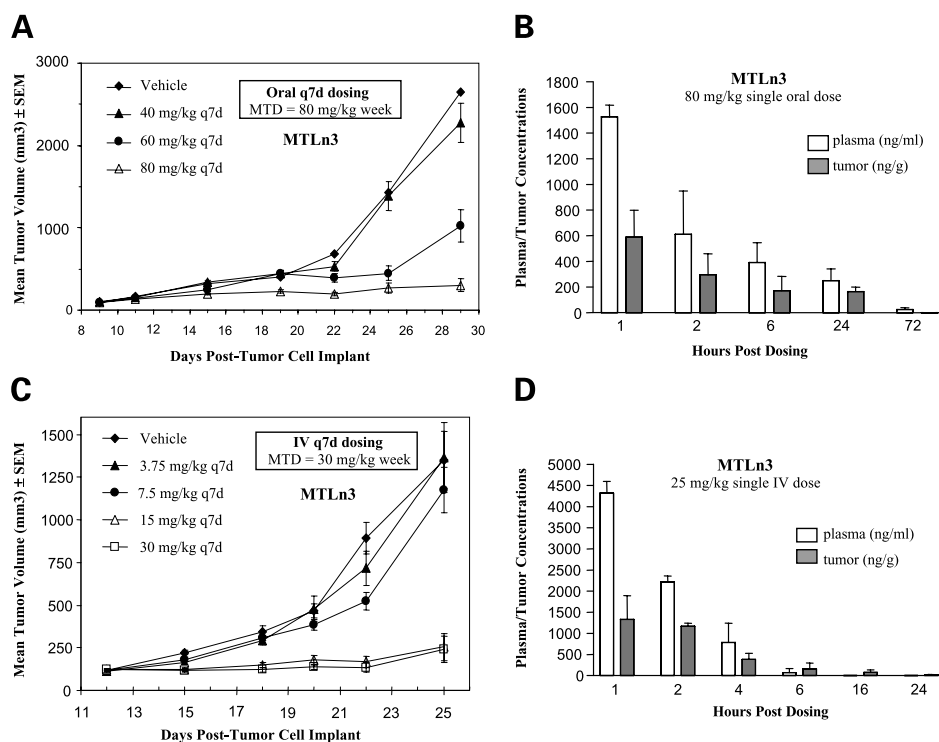 A
3000
2000
1000
0
Mean Tumor Volume (mm3) ± SEM
Vehicle
40 mg/kg q7d
60 mg/kg q7d
80 mg/kg q7d
Oral q7d dosing
MTD = 80 mg/kg week
MTLn3
8 10 11 12 14 16 18 20 22 24 26 28 30
Days Post-Tumor Cell Implant
B
MTLn3
80 mg/kg single oral dose
1800
1600
1400
1200
1000
800
600
400
200
0
Plasma/Tumor Concentrations
plasma (ng/ml)
tumor (ng/g)
1 2 6 24 72
Hours Post Dosing
C
1500
1250
1000
750
500
250
0
Mean Tumor Volume (mm3) ± SEM
Vehicle
3.75 mg/kg q7d
7.5 mg/kg q7d
15 mg/kg q7d
30 mg/kg q7d
IV q7d dosing
MTD = 30 mg/kg week
MTLn3
11 13 15 17 19 20 21 23 25
Days Post-Tumor Cell Implant
D
MTLn3
25 mg/kg single IV dose
5000
4500
4000
3500
3000
2500
2000
1500
1000
500
0
Plasma/Tumor Concentrations
plasma (ng/ml)
tumor (ng/g)
1 2 4 6 16 24
Hours Post Dosing